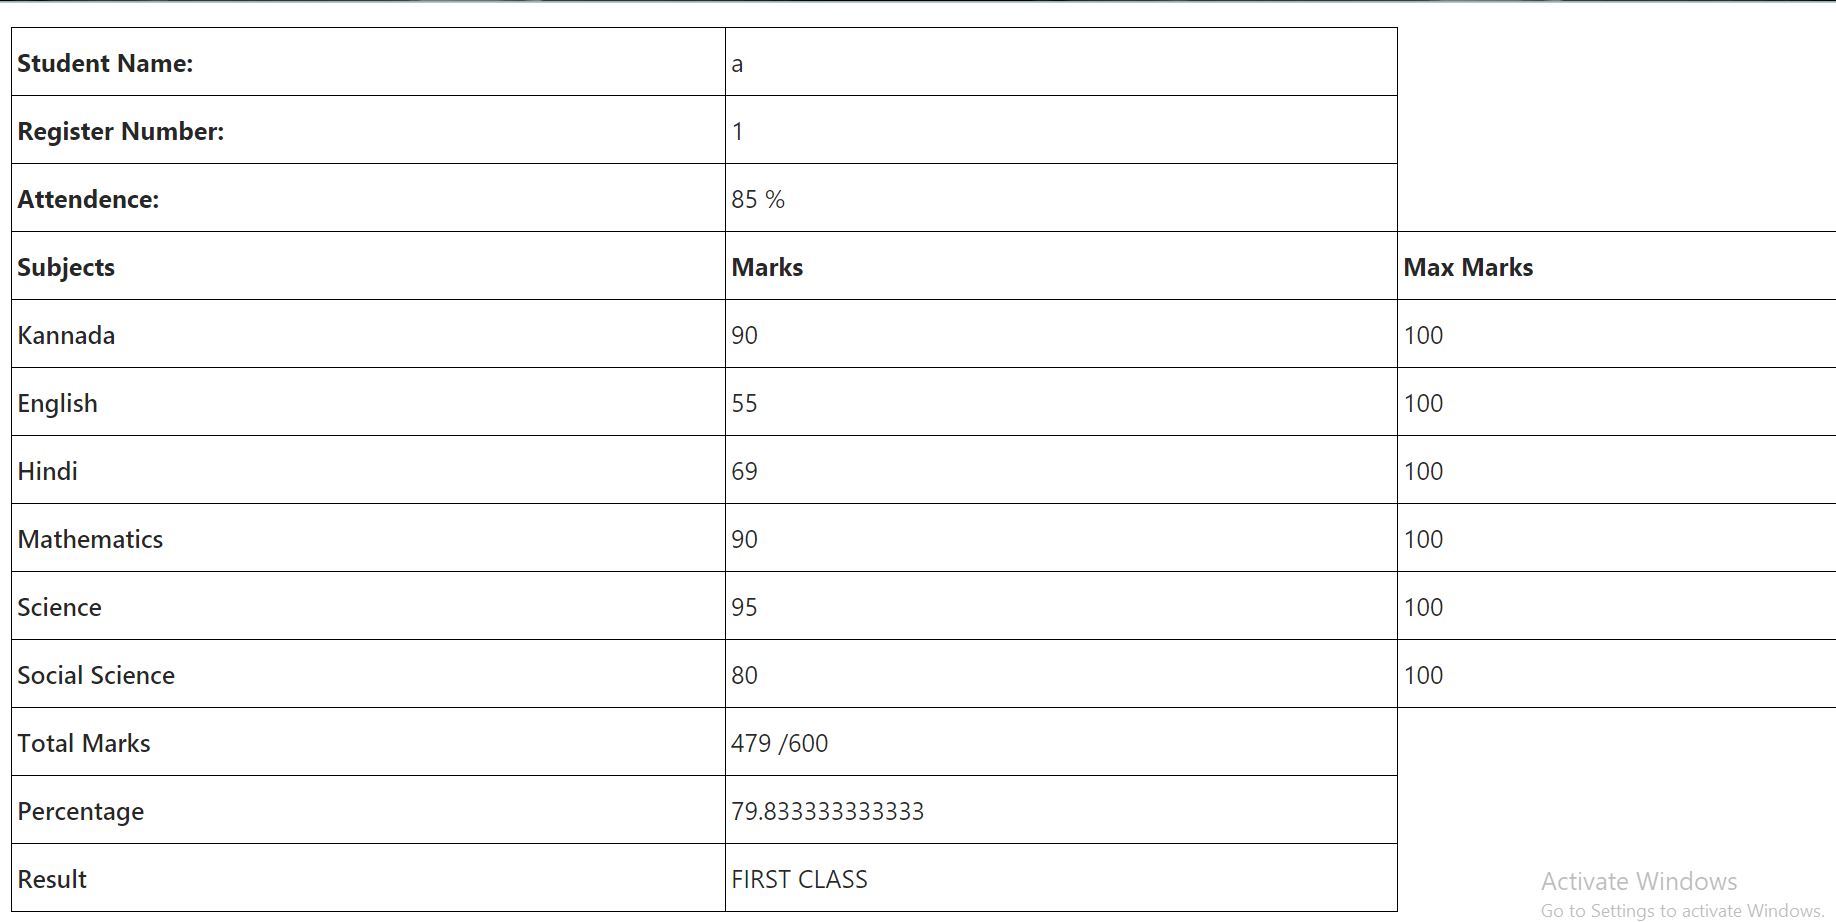 Student Name: a
Register Number: 1
Attendence: 85 %
Subjects Marks Max Marks
Kannada 90 100
English 55 100
Hindi 69 100
Mathematics 90 100
Science 95 100
Social Science 80 100
Total Marks 479 /600
Percentage 79.833333333333
Result FIRST CLASS
Activate Windows
Go to Settings to activate Windows.